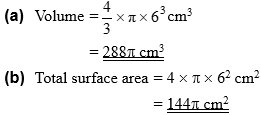 (a) Volume = 4/3 × π × 6³ cm³
= 288π cm³
(b) Total surface area = 4 × π × 6² cm²
= 144π cm²